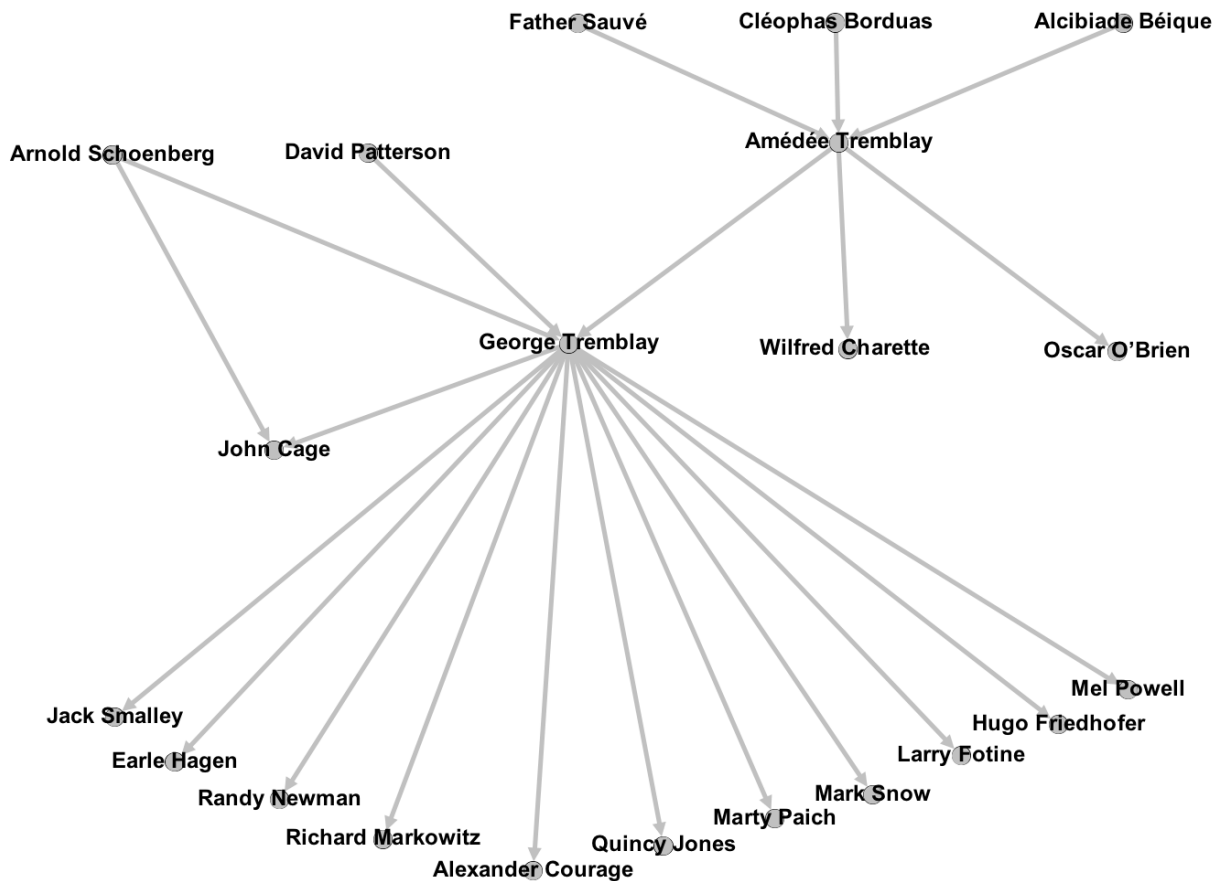 Father Sauvé
Cléophas Borduas
Alcibiade Béique
Amédée Tremblay
Arnold Schoenberg
David Patterson
George Tremblay
Wilfred Charette
Oscar O’Brien
John Cage
Mel Powell
Jack Smalley
Hugo Friedhofer
Earle Hagen
Larry Fotine
Randy Newman
Mark Snow
Marty Paich
Richard Markowitz
Quincy Jones
Alexander Courage